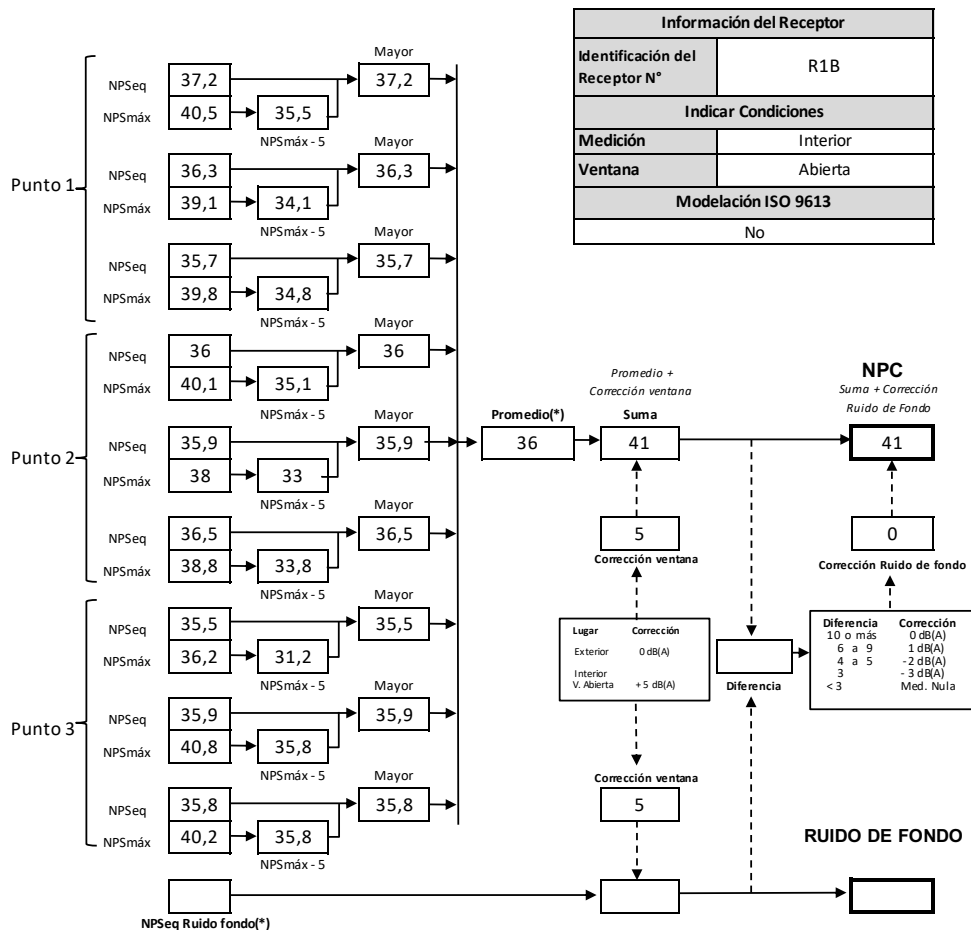 Información del Receptor
Identificación del Receptor N°
R1B
Indicar Condiciones
Medición Interior
Ventana Abierta
Modelación ISO 9613
No
Punto 1
Mayor
NPSeq 37,2 37,2
NPSmáx 40,5 35,5
NPSmáx - 5
Mayor
NPSeq 36,3 36,3
NPSmáx 39,1 34,1
NPSmáx - 5
Mayor
NPSeq 35,7 35,7
NPSmáx 39,8 34,8
NPSmáx - 5
Punto 2
Mayor
NPSeq 36 36
NPSmáx 40,1 35,1
NPSmáx - 5
Mayor
NPSeq 35,9 35,9
NPSmáx 38 33
NPSmáx - 5
Mayor
NPSeq 36,5 36,5
NPSmáx 38,8 33,8
NPSmáx - 5
Punto 3
Mayor
NPSeq 35,5 35,5
NPSmáx 36,2 31,2
NPSmáx - 5
Mayor
NPSeq 35,9 35,9
NPSmáx 40,8 35,8
NPSmáx - 5
Mayor
NPSeq 35,8 35,8
NPSmáx 40,2 35,8
NPSmáx - 5
NPSeq Ruido fondo(*)
Promedio(*)
36
Promedio +
Corrección ventana
Suma
41
5
Corrección ventana
Lugar Corrección
Exterior 0 dB(A)
Interior
V. Abierta + 5 dB(A)
Corrección ventana
5
Diferencia
NPC
Suma + Corrección
Ruido de Fondo
41
0
Corrección Ruido de fondo
Diferencia Corrección
10 o más 0 dB(A)
6 a 9 1 dB(A)
4 a 5 -2 dB(A)
3 - 3 dB(A)
< 3 Med. Nula
RUIDO DE FONDO